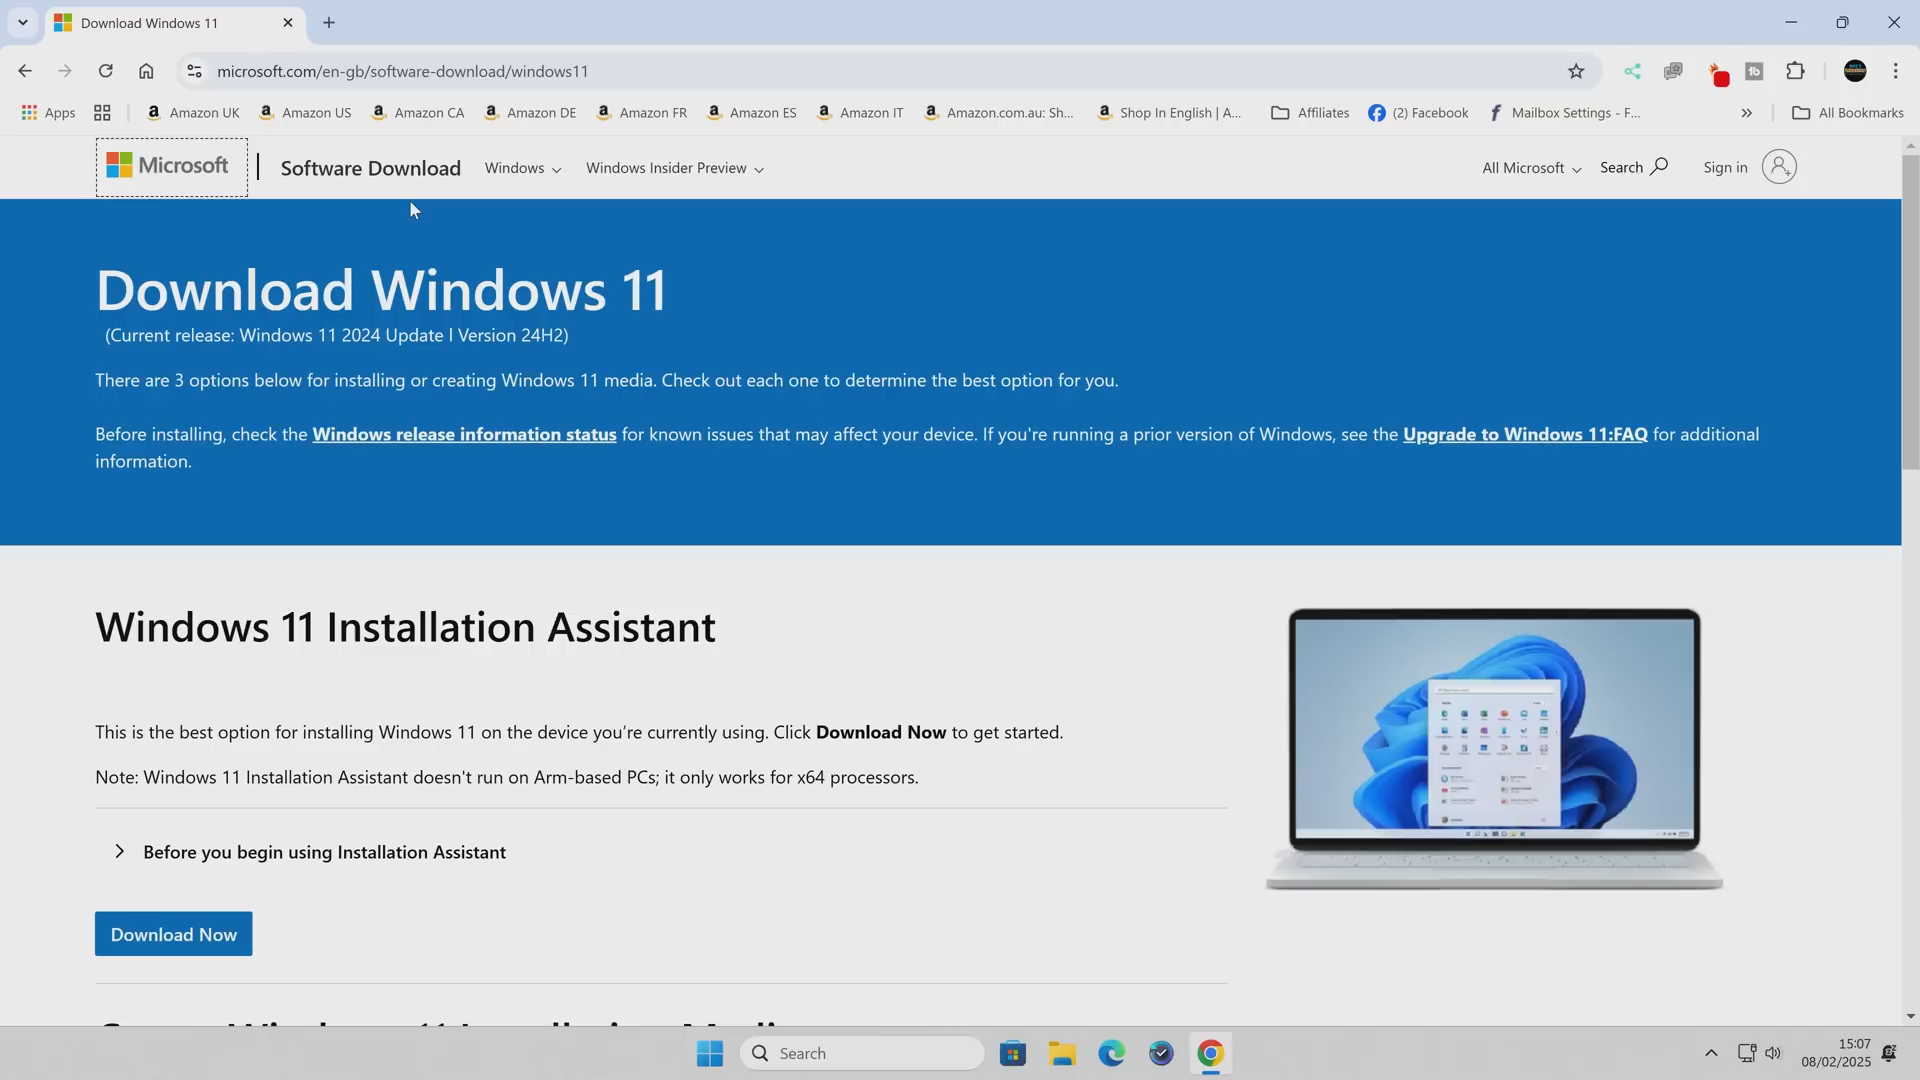 Download Windows 11
microsoft.com/en-gb/software-download/windows11
Apps
Amazon UK
Amazon US
Amazon CA
Amazon DE
Amazon FR
Amazon ES
Amazon IT
Amazon.com.au: Sh...
Shop In English | A...
Affiliates
(2) Facebook
Mailbox Settings - F...
All Bookmarks
Microsoft
Software Download
Windows
Windows Insider Preview
All Microsoft
Search
Sign in
Download Windows 11
(Current release: Windows 11 2024 Update l Version 24H2)
There are 3 options below for installing or creating Windows 11 media. Check out each one to determine the best option for you.
Before installing, check the Windows release information status for known issues that may affect your device. If you're running a prior version of Windows, see the Upgrade to Windows 11:FAQ for additional
information.
Windows 11 Installation Assistant
This is the best option for installing Windows 11 on the device you’re currently using. Click Download Now to get started.
Note: Windows 11 Installation Assistant doesn't run on Arm-based PCs; it only works for x64 processors.
Before you begin using Installation Assistant
Download Now
Search
15:07
08/02/2025